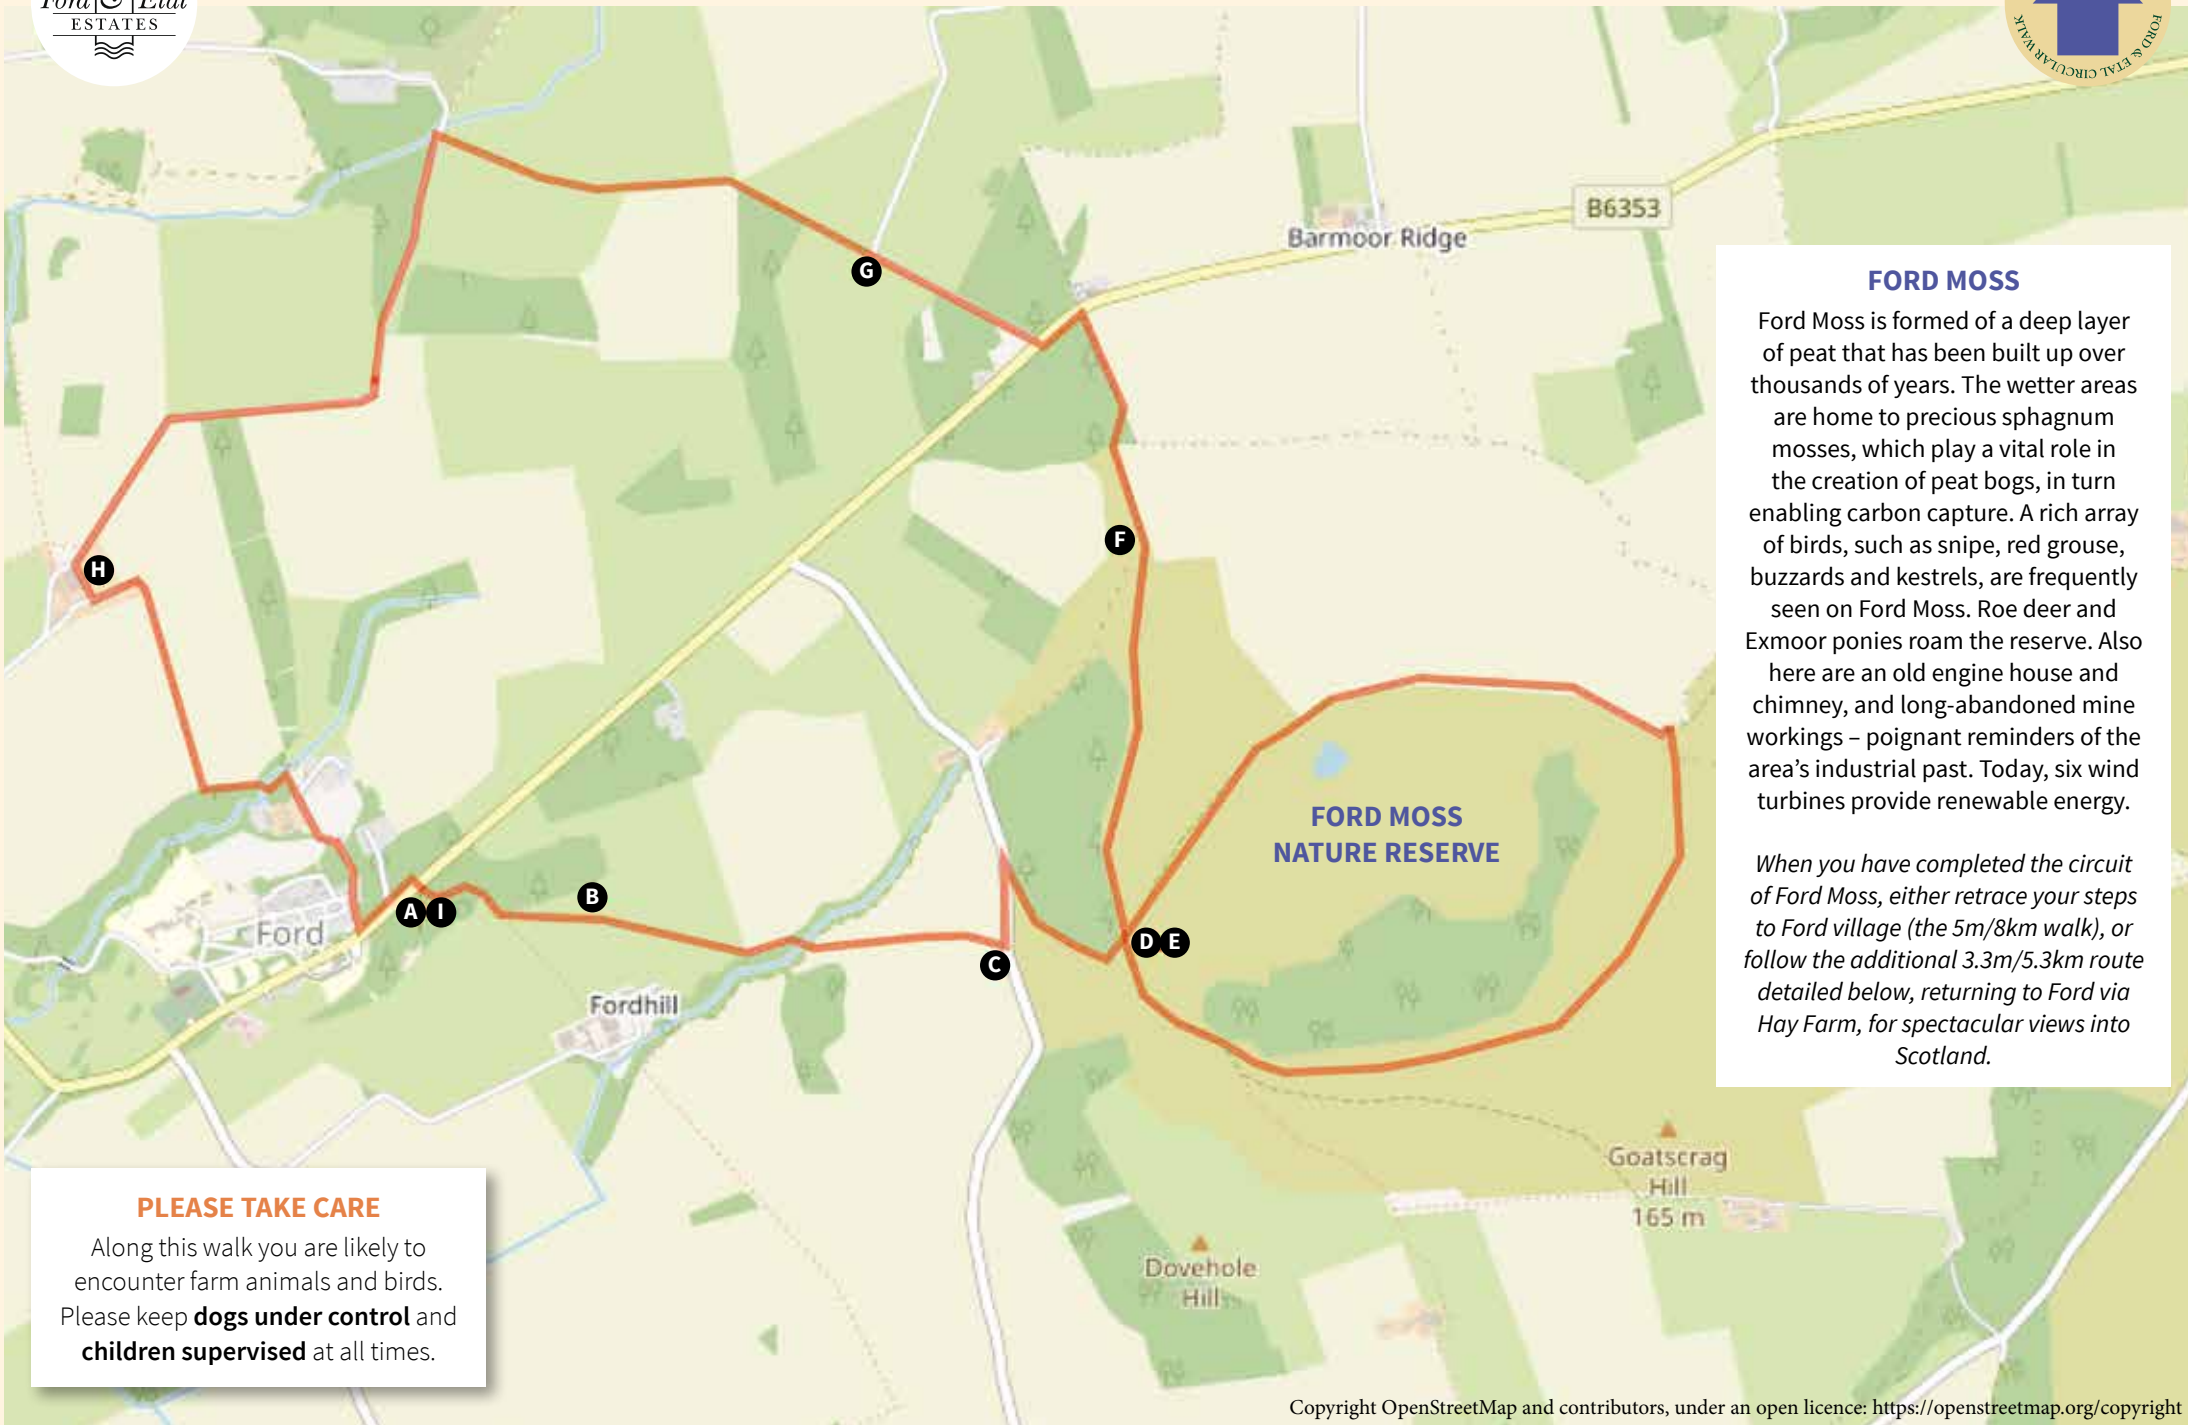 Ford & Etal
ESTATES
FORD & ETAL CIRCULAR WALK
B6353
Barmoor Ridge
G
FORD MOSS
Ford Moss is formed of a deep layer
of peat that has been built up over
thousands of years. The wetter areas
are home to precious sphagnum
mosses, which play a vital role in
the creation of peat bogs, in turn
enabling carbon capture. A rich array
of birds, such as snipe, red grouse,
buzzards and kestrels, are frequently
seen on Ford Moss. Roe deer and
Exmoor ponies roam the reserve. Also
here are an old engine house and
chimney, and long-abandoned mine
workings – poignant reminders of the
area's industrial past. Today, six wind
turbines provide renewable energy.
When you have completed the circuit
of Ford Moss, either retrace your steps
to Ford village (the 5m/8km walk), or
follow the additional 3.3m/5.3km route
detailed below, returning to Ford via
Hay Farm, for spectacular views into
Scotland.
F
H
FORD MOSS
NATURE RESERVE
B
A I
Ford
D E
C
Fordhill
Goatscrag
Hill
165 m
Dovehole
Hill
PLEASE TAKE CARE
Along this walk you are likely to
encounter farm animals and birds.
Please keep dogs under control and
children supervised at all times.
Copyright OpenStreetMap and contributors, under an open licence: https://openstreetmap.org/copyright